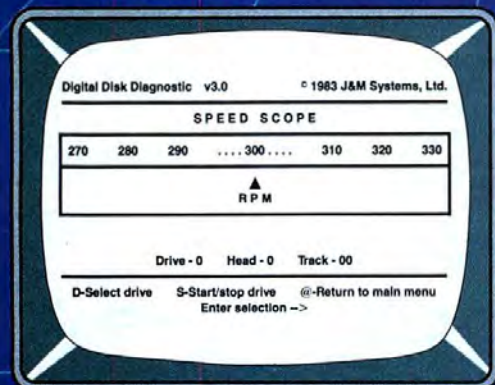 Digital Disk Diagnostic v3.0 © 1983 J&M Systems, Ltd.
SPEED SCOPE
270 280 290 ....300.... 310 320 330
▲
RPM
Drive - 0 Head - 0 Track - 00
D-Select drive S-Start/stop drive @-Return to main menu
Enter selection -->